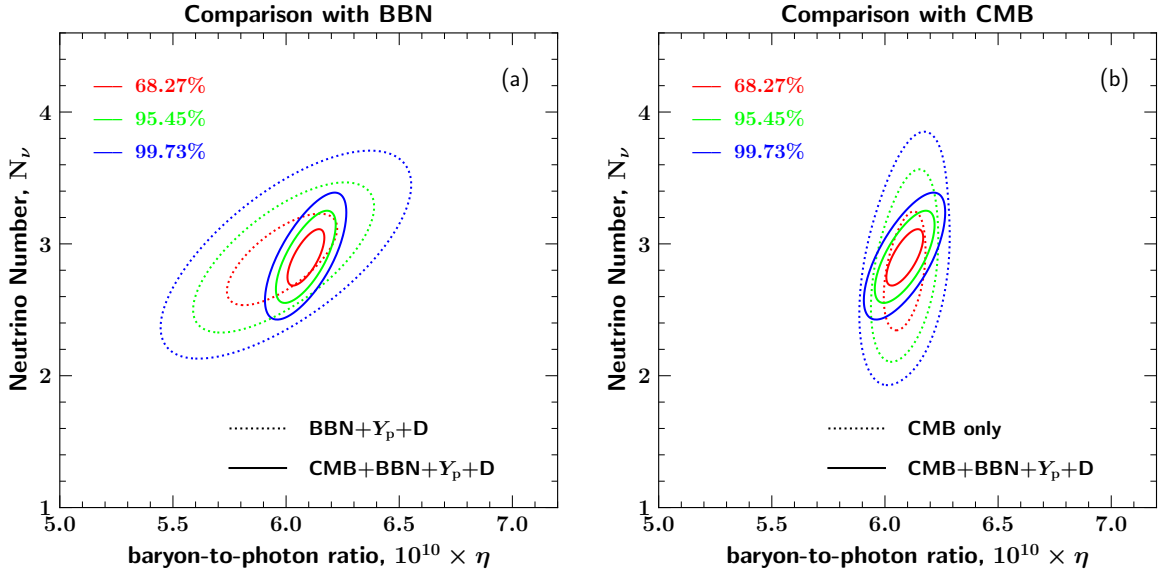 Comparison with BBN
(a)
68.27%
95.45%
99.73%
Neutrino Number, N_ν
4
3
2
1
BBN+Y_p+D
CMB+BBN+Y_p+D
5.0 5.5 6.0 6.5 7.0
baryon-to-photon ratio, 10^10 × η
Comparison with CMB
(b)
68.27%
95.45%
99.73%
Neutrino Number, N_ν
4
3
2
1
CMB only
CMB+BBN+Y_p+D
5.0 5.5 6.0 6.5 7.0
baryon-to-photon ratio, 10^10 × η